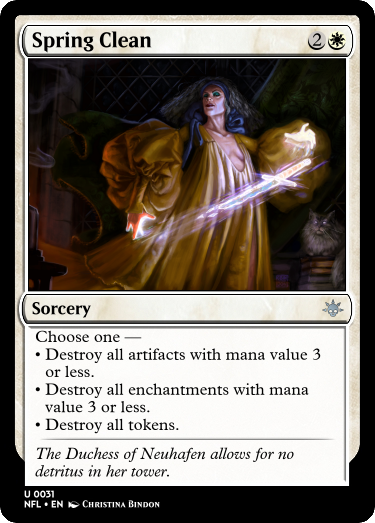 Spring Clean 2
Sorcery
Choose one —
• Destroy all artifacts with mana value 3
or less.
• Destroy all enchantments with mana
value 3 or less.
• Destroy all tokens.
The Duchess of Neuhafen allows for no
detritus in her tower.
U 0031
NFL • EN Christina Bindon